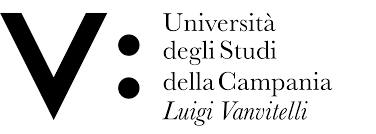 V:
Università
degli Studi
della Campania
Luigi Vanvitelli